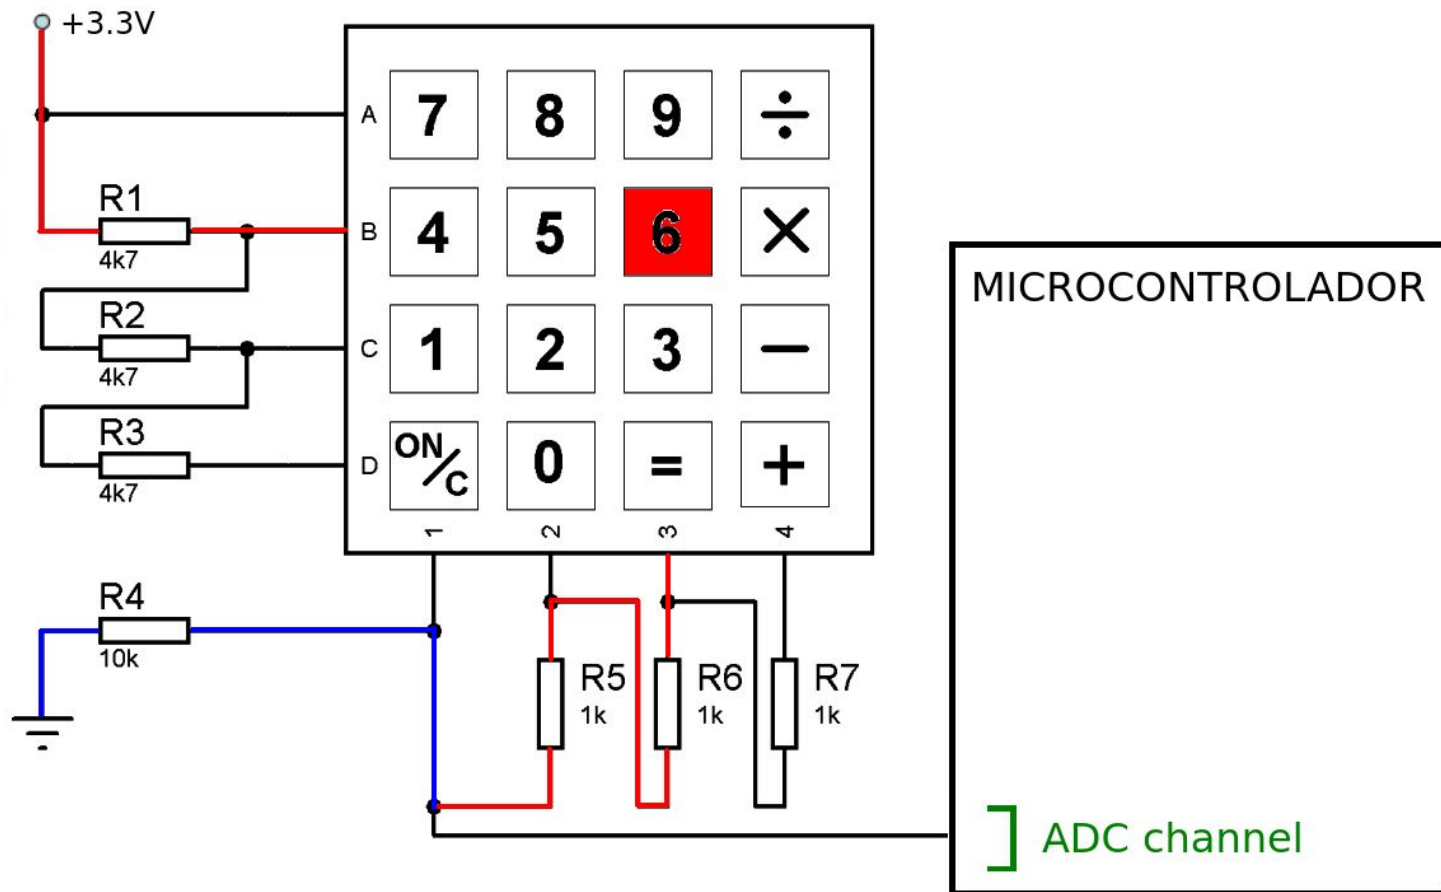 +3.3V
A
7
8
9
÷
R1
4k7
B
4
5
6
×
MICROCONTROLADOR
R2
4k7
C
1
2
3
−
R3
4k7
D
ON/C
0
=
+
1
2
3
4
R4
10k
R5
1k
R6
1k
R7
1k
ADC channel